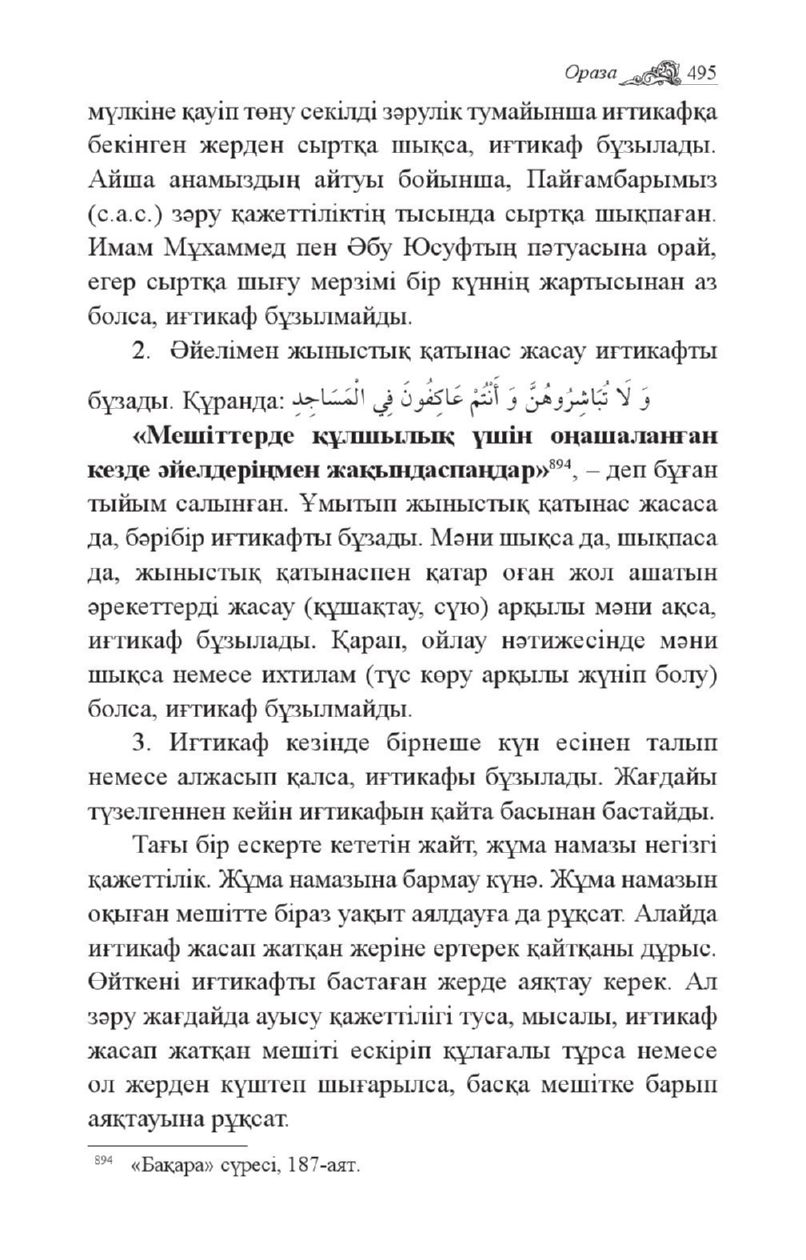 Ораза 495
мүлкіне қауіп төну секілді зәрулік тумайынша иғтикафқа
бекінген жерден сыртқа шықса, иғтикаф бұзылады.
Айша анамыздың айтуы бойынша, Пайғамбарымыз
(с.а.с.) зәру қажеттіліктің тысында сыртқа шықпаған.
Имам Мұхаммед пен Әбу Юсуфтың пәтуасына орай,
егер сыртқа шығу мерзімі бір күннің жартысынан аз
болса, иғтикаф бұзылмайды.
2. Әйелімен жыныстық қатынас жасау иғтикафты
бұзады. Құранда: وَ لَا تُبَاشِرُوهُنَّ وَ أَنْتُمْ عَاكِفُونَ فِي الْمَسَاجِدِ
«Мешіттерде құлшылық үшін оңашаланған
кезде әйелдеріңмен жақындаспаңдар»⁸⁹⁴, – деп бұған
тыйым салынған. Ұмытып жыныстық қатынас жасаса
да, бәрібір иғтикафты бұзады. Мәни шықса да, шықпаса
да, жыныстық қатынаспен қатар оған жол ашатын
әрекеттерді жасау (құшақтау, сүю) арқылы мәни ақса,
иғтикаф бұзылады. Қарап, ойлау нәтижесінде мәни
шықса немесе ихтилам (түс көру арқылы жүніп болу)
болса, иғтикаф бұзылмайды.
3. Иғтикаф кезінде бірнеше күн есінен талып
немесе алжасып қалса, иғтикафы бұзылады. Жағдайы
түзелгеннен кейін иғтикафын қайта басынан бастайды.
Тағы бір ескерте кететін жайт, жұма намазы негізгі
қажеттілік. Жұма намазына бармау күнә. Жұма намазын
оқыған мешітте біраз уақыт аялдауға да рұқсат. Алайда
иғтикаф жасап жатқан жеріне ертерек қайтқаны дұрыс.
Өйткені иғтикафты бастаған жерде аяқтау керек. Ал
зәру жағдайда ауысу қажеттілігі туса, мысалы, иғтикаф
жасап жатқан мешіті ескіріп құлағалы тұрса немесе
ол жерден күштеп шығарылса, басқа мешітке барып
аяқтауына рұқсат.
⁸⁹⁴ «Бақара» сүресі, 187-аят.